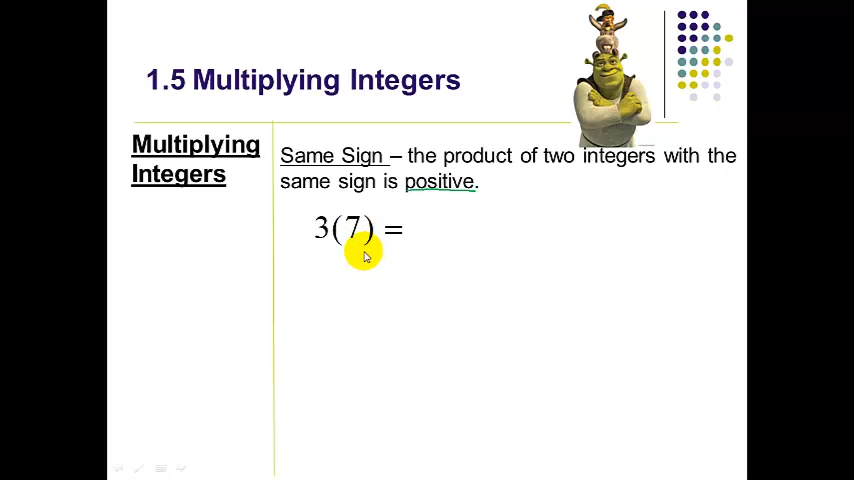 1.5 Multiplying Integers
Multiplying
Integers
Same Sign – the product of two integers with the
same sign is positive.
3(7) =